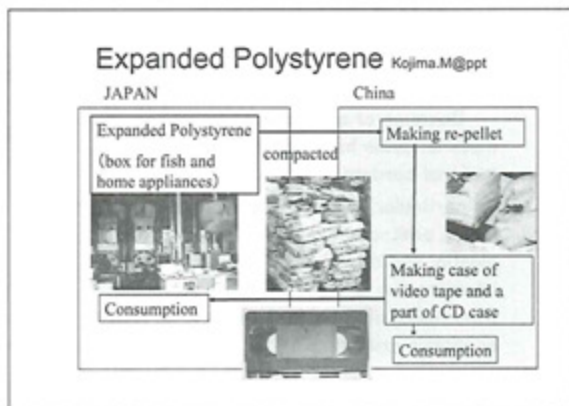 Expanded Polystyrene Kojima.M@ppt
JAPAN
China
Expanded Polystyrene
(box for fish and
home appliances)
compacted
Making re-pellet
Making case of
video tape and a
part of CD case
Consumption
Consumption